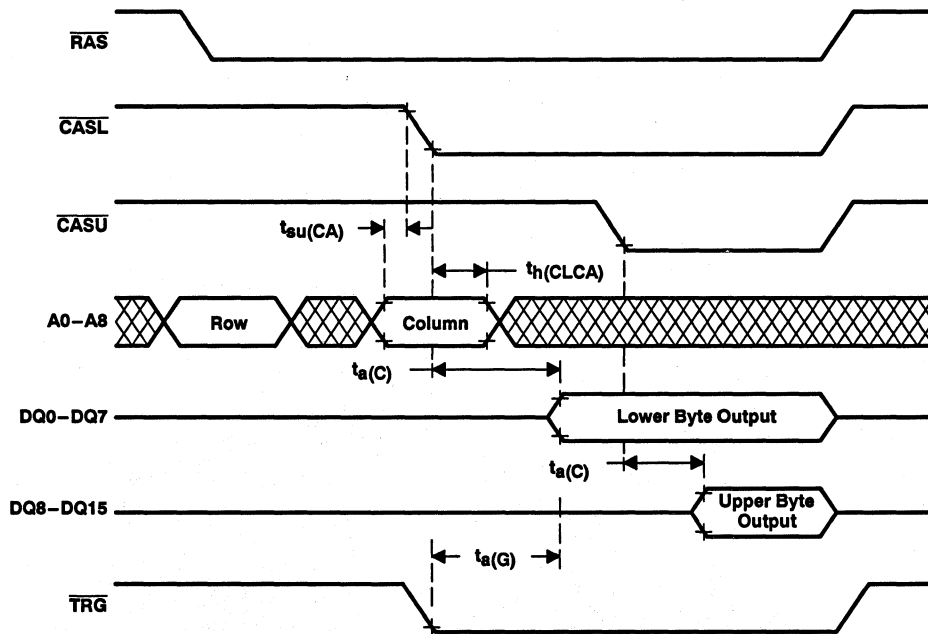 RAS
CASL
CASU
tsu(CA)
th(CLCA)
A0–A8
Row
Column
ta(C)
DQ0–DQ7
Lower Byte Output
ta(C)
DQ8–DQ15
Upper Byte
Output
ta(G)
TRG